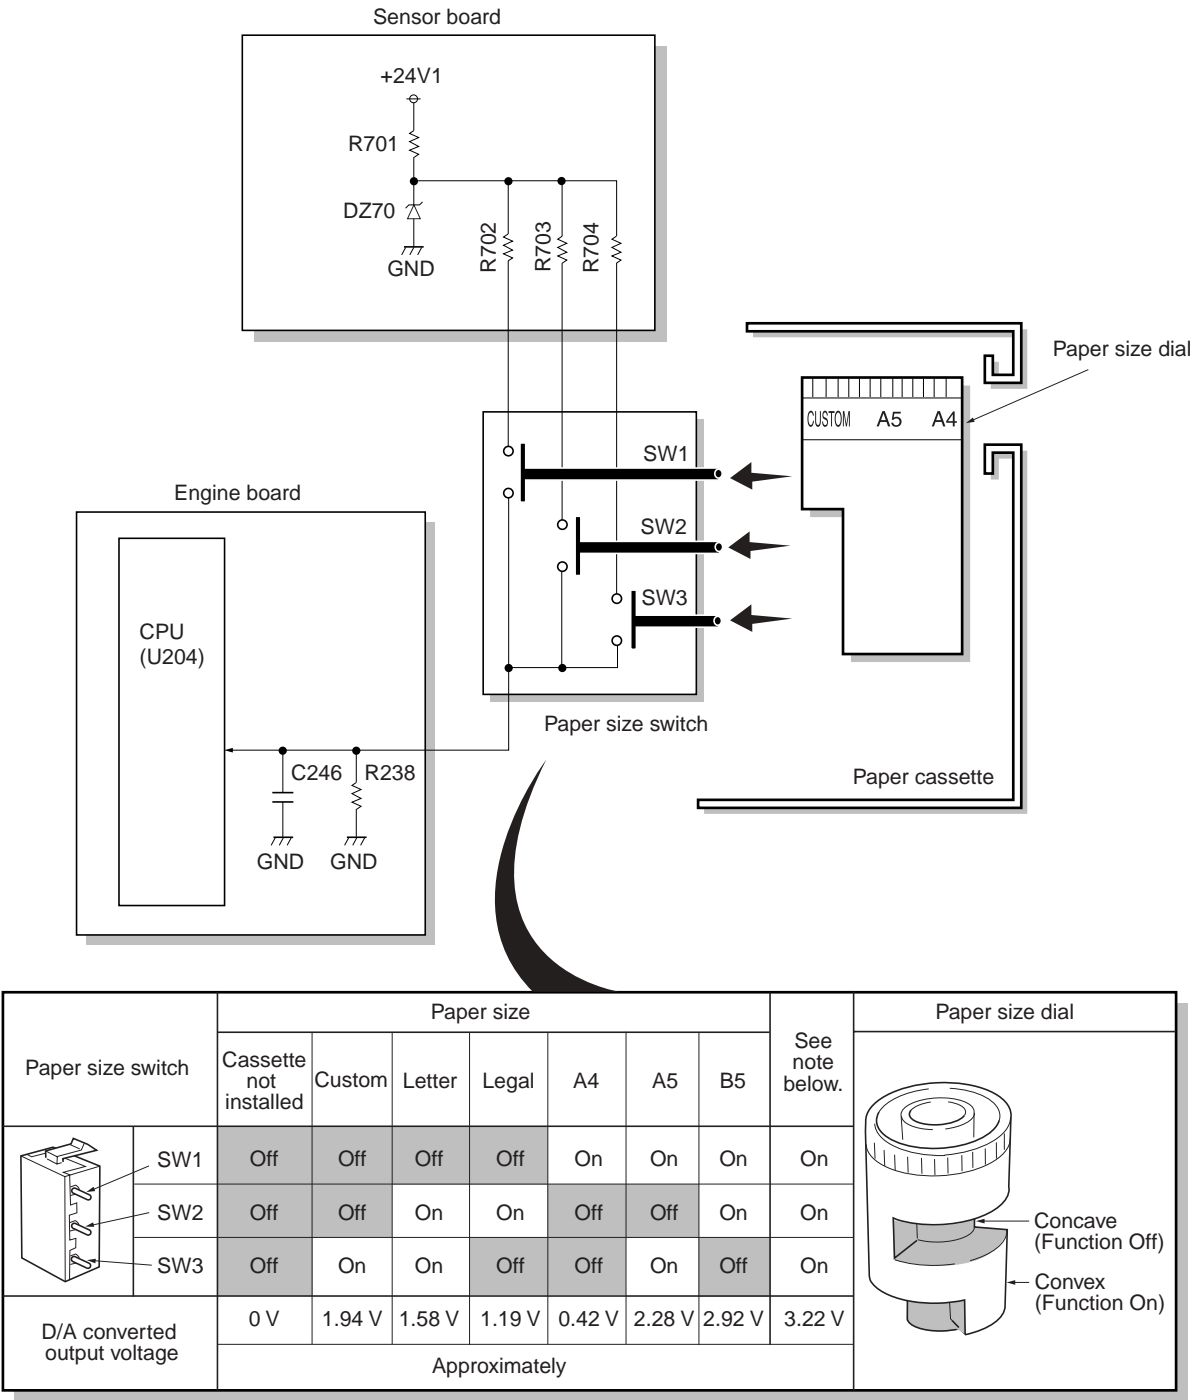 Sensor board
+24V1
R701
DZ70
GND
R702
R703
R704
Paper size dial
CUSTOM A5 A4
SW1
SW2
SW3
Engine board
CPU
(U204)
Paper size switch
C246 R238
GND GND
Paper cassette
Paper size switch
Paper size
Cassette
not
installed
Custom
Letter
Legal
A4
A5
B5
See
note
below.
Paper size dial
SW1 Off Off Off Off On On On On
SW2 Off Off On On Off Off On On
SW3 Off On On Off Off On Off On
Concave
(Function Off)
Convex
(Function On)
D/A converted
output voltage
0 V 1.94 V 1.58 V 1.19 V 0.42 V 2.28 V 2.92 V 3.22 V
Approximately